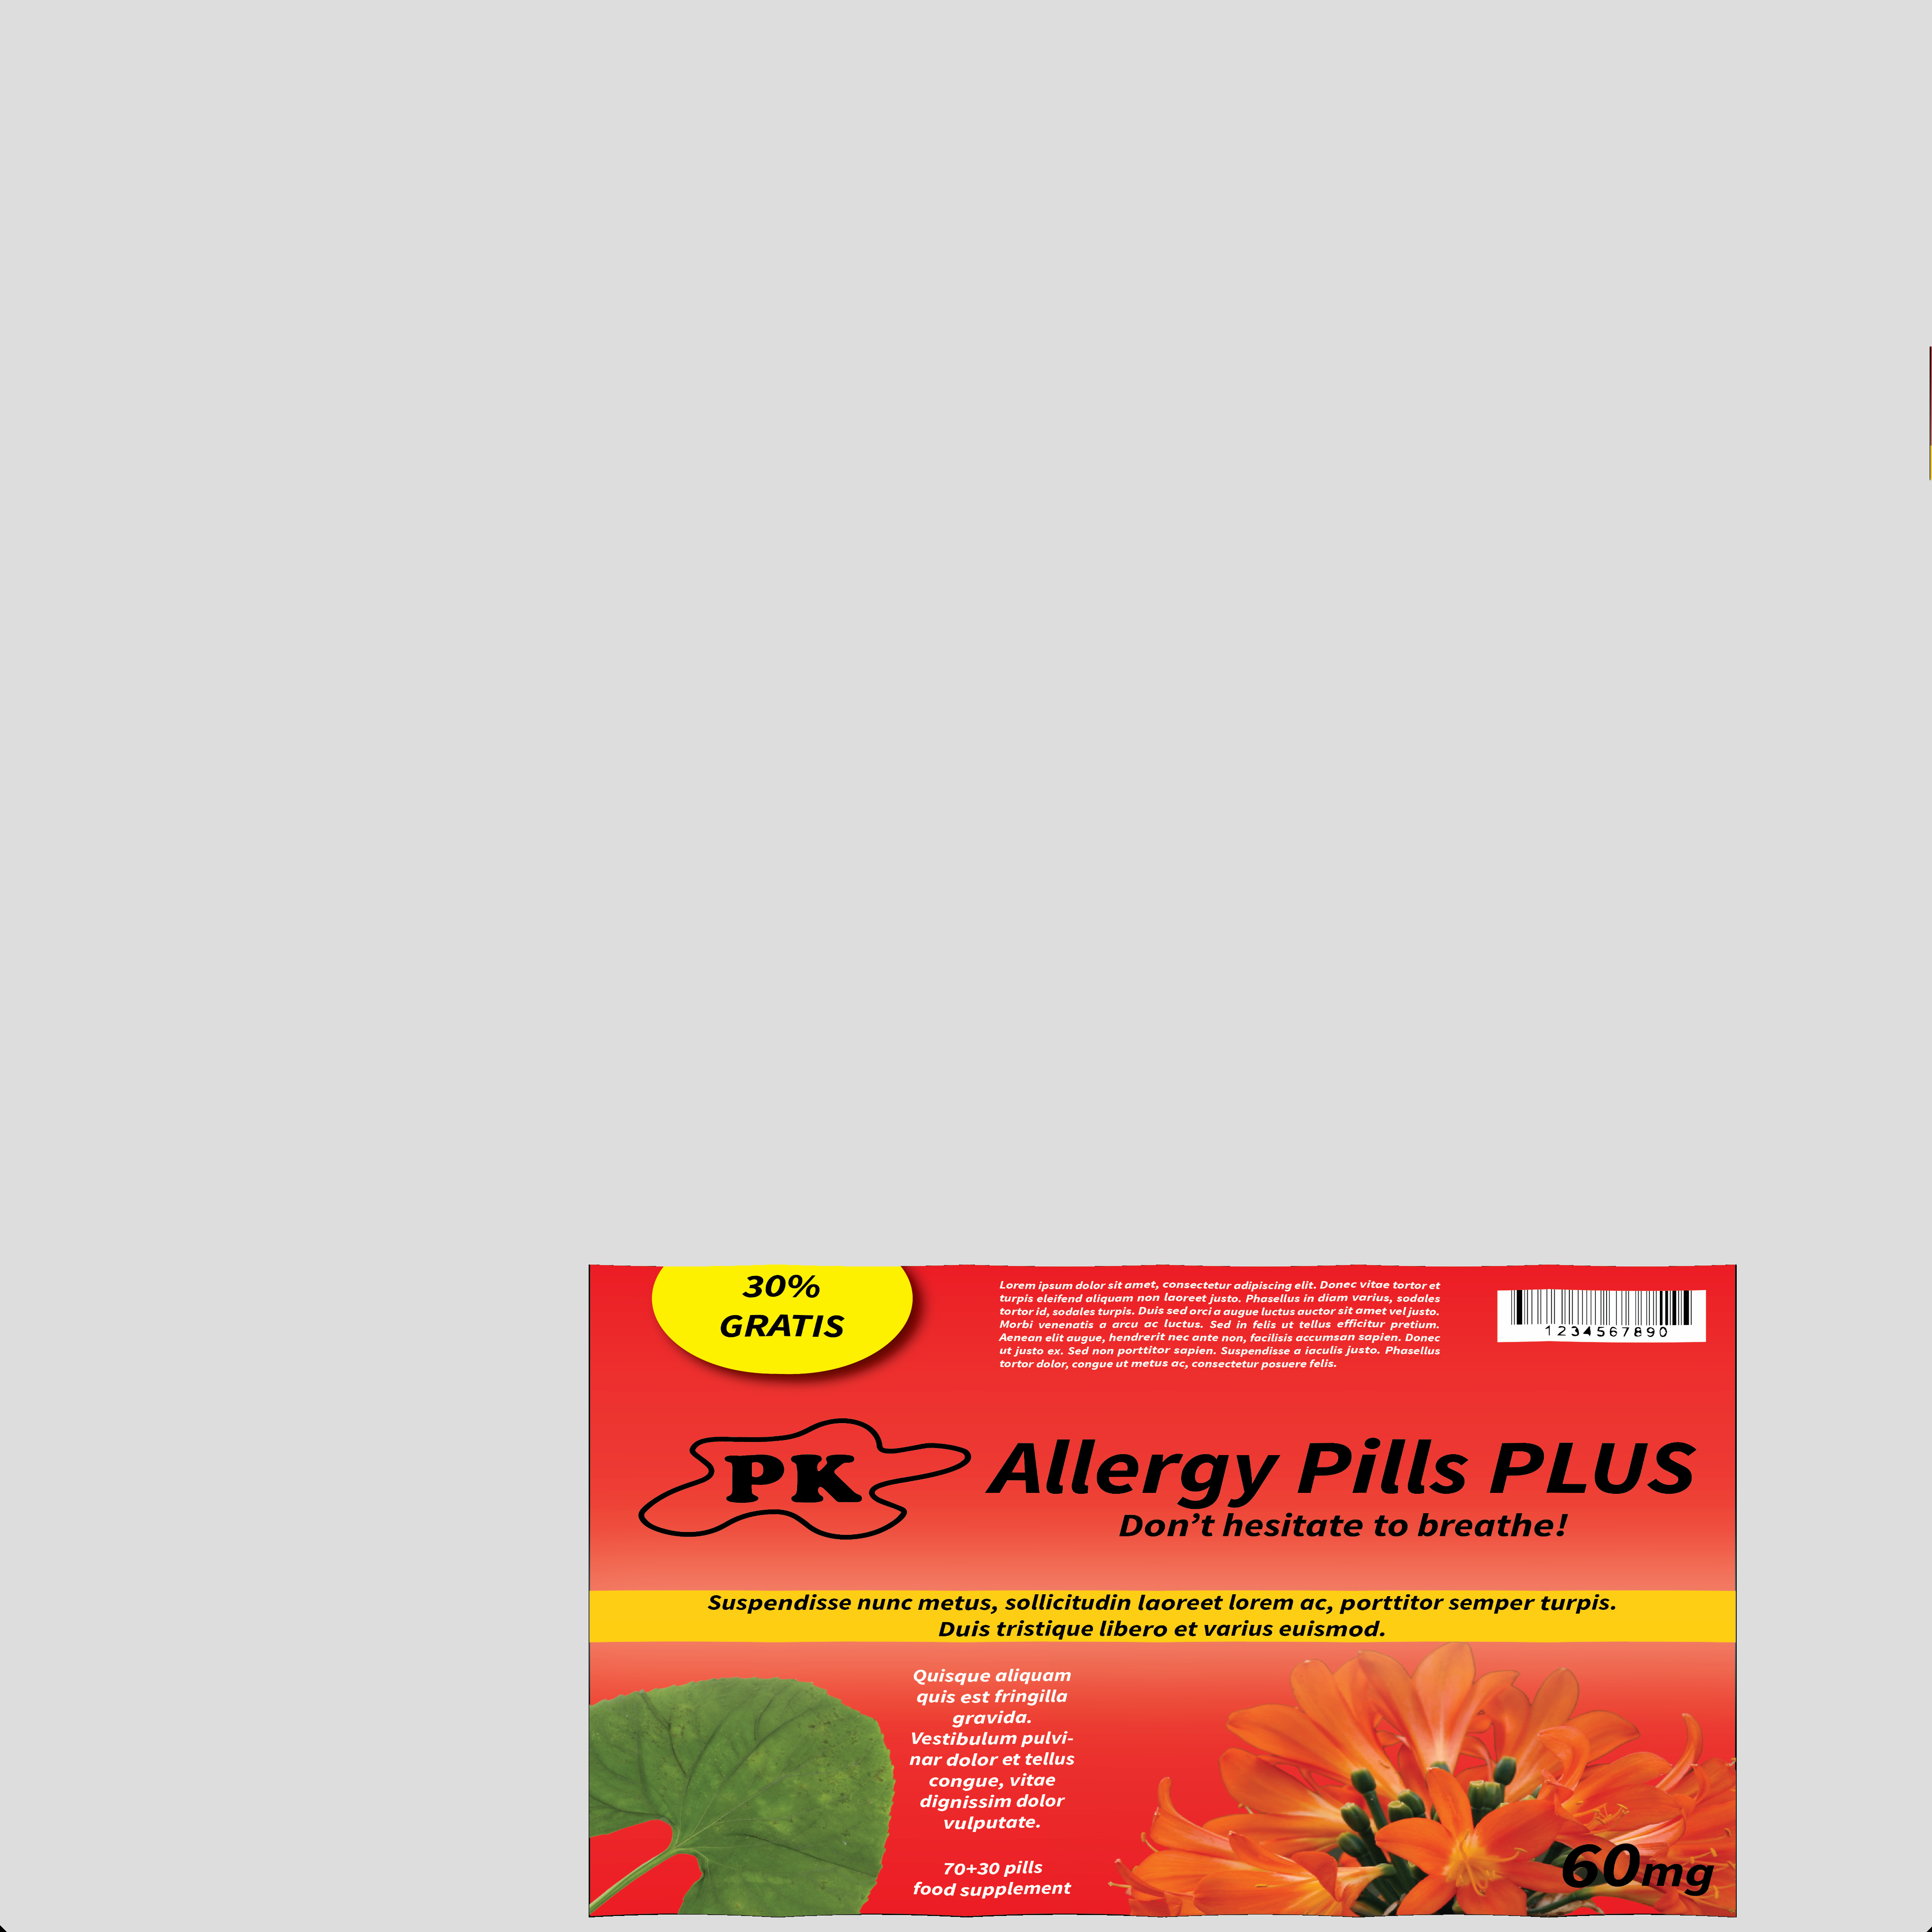 30%
GRATIS
Lorem ipsum dolor sit amet, consectetur adipiscing elit. Donec vitae tortor et
turpis eleifend aliquam non laoreet justo. Phasellus in diam varius, sodales
tortor id, sodales turpis. Duis sed orci a augue luctus auctor sit amet vel justo.
Morbi venenatis a arcu ac luctus. Sed in felis ut tellus efficitur pretium.
Aenean elit augue, hendrerit nec ante non, facilisis accumsan sapien. Donec
ut justo ex. Sed non porttitor sapien. Suspendisse a iaculis justo. Phasellus
tortor dolor, congue ut metus ac, consectetur posuere felis.
1234567890
PK
Allergy Pills PLUS
Don’t hesitate to breathe!
Suspendisse nunc metus, sollicitudin laoreet lorem ac, porttitor semper turpis.
Duis tristique libero et varius euismod.
Quisque aliquam
quis est fringilla
gravida.
Vestibulum pulvi-
nar dolor et tellus
congue, vitae
dignissim dolor
vulputate.
70+30 pills
food supplement
60mg